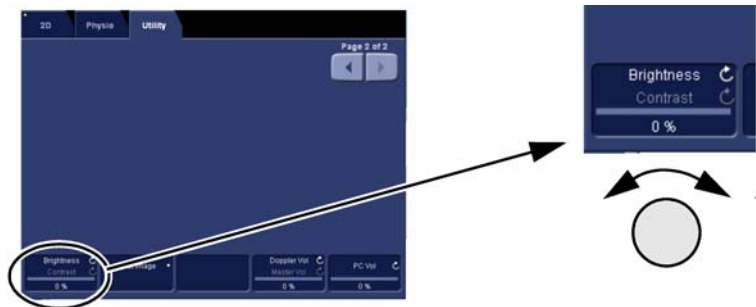 2D
Physio
Utility
Page 2 of 2
Brightness
Contrast
0 %
Image
Doppler Vol
Master Vol
0 %
PC Vol
0 %
Brightness
Contrast
0 %